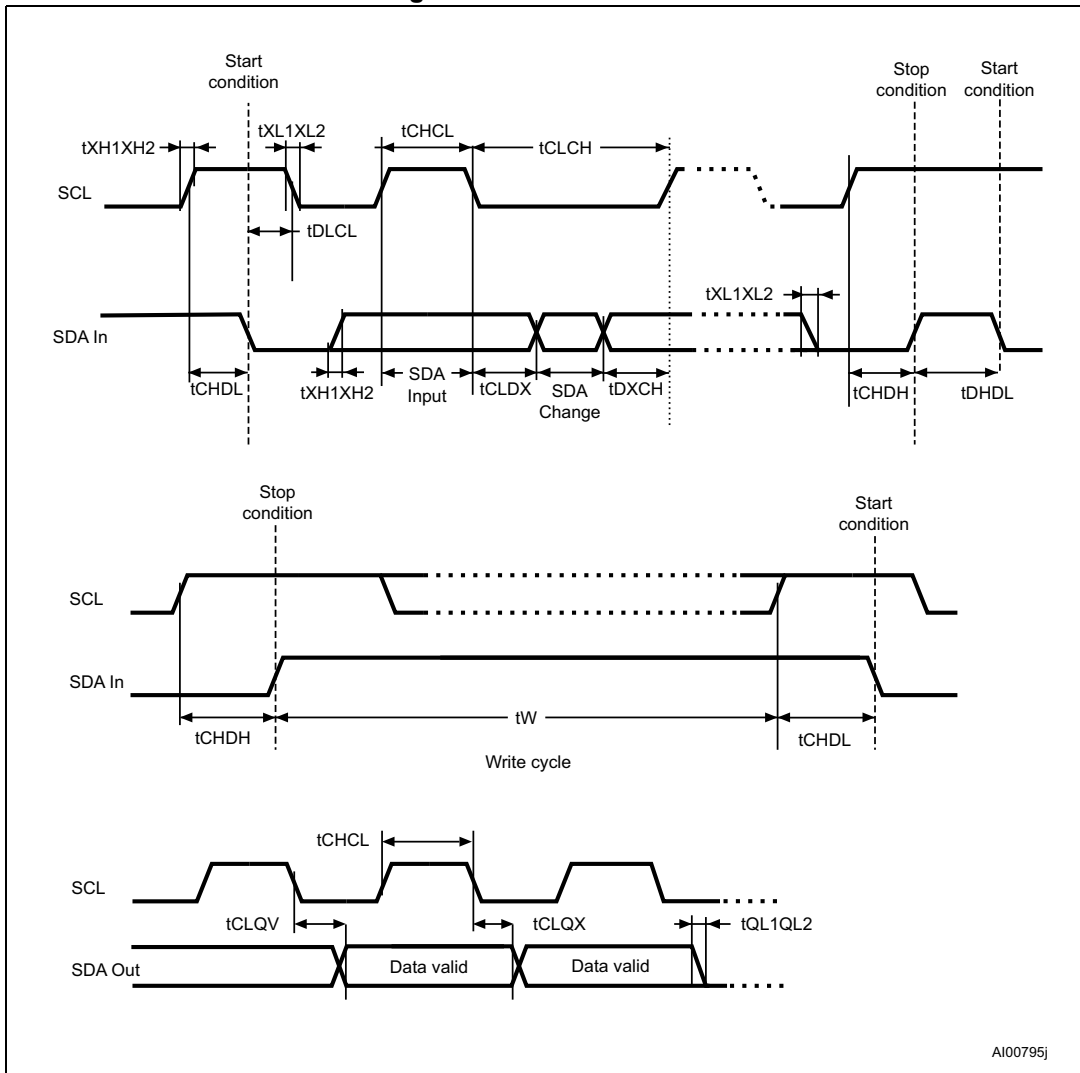 Start
condition
Stop
condition
Start
condition
tXH1XH2
tXL1XL2
tCHCL
tCLCH
SCL
tDLCL
tXL1XL2
SDA In
tCHDL
tXH1XH2
SDA
Input
tCLDX
SDA
Change
tDXCH
tCHDH
tDHDL
Stop
condition
Start
condition
SCL
SDA In
tCHDH
tW
tCHDL
Write cycle
tCHCL
SCL
tCLQV
tCLQX
tQL1QL2
SDA Out
Data valid
Data valid
AI00795j